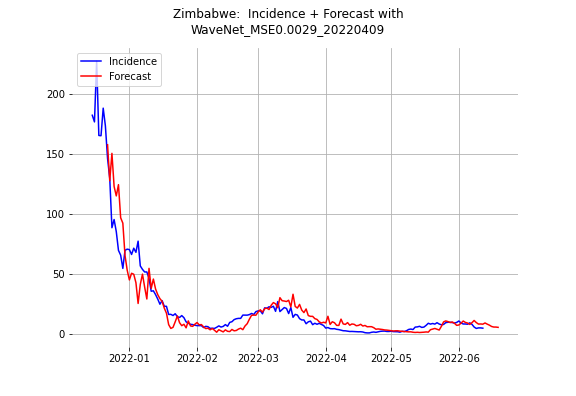 Zimbabwe:  Incidence + Forecast with
WaveNet_MSE0.0029_20220409
Incidence
Forecast
200
150
100
50
0
2022-01
2022-02
2022-03
2022-04
2022-05
2022-06